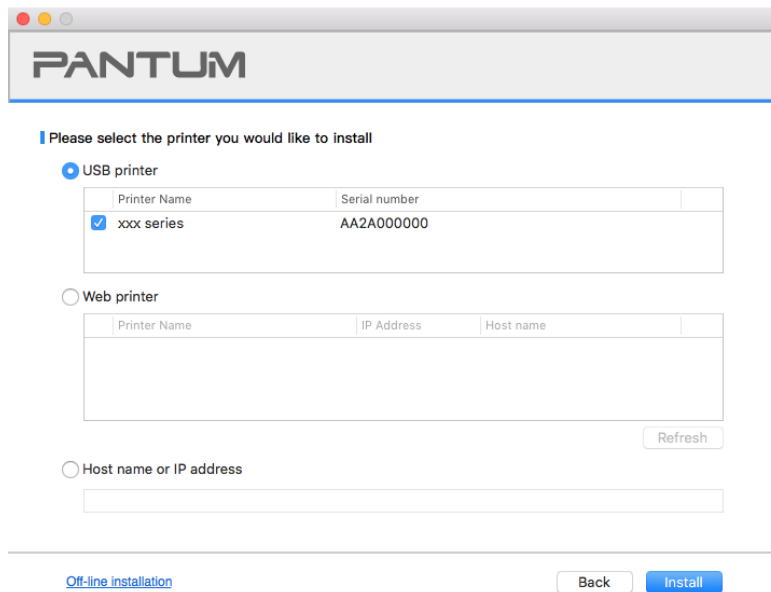 PANTUM
Please select the printer you would like to install
USB printer
Printer Name Serial number
xxx series AA2A000000
Web printer
Printer Name IP Address Host name
Refresh
Host name or IP address
Off-line installation Back Install